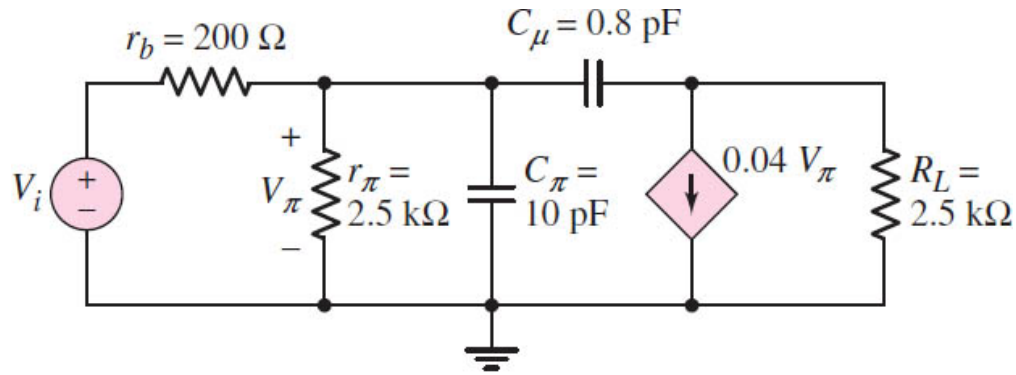 r_b = 200 Ω
C_μ = 0.8 pF
V_i
+
−
+
V_π
−
r_π =
2.5 kΩ
C_π =
10 pF
0.04 V_π
R_L =
2.5 kΩ